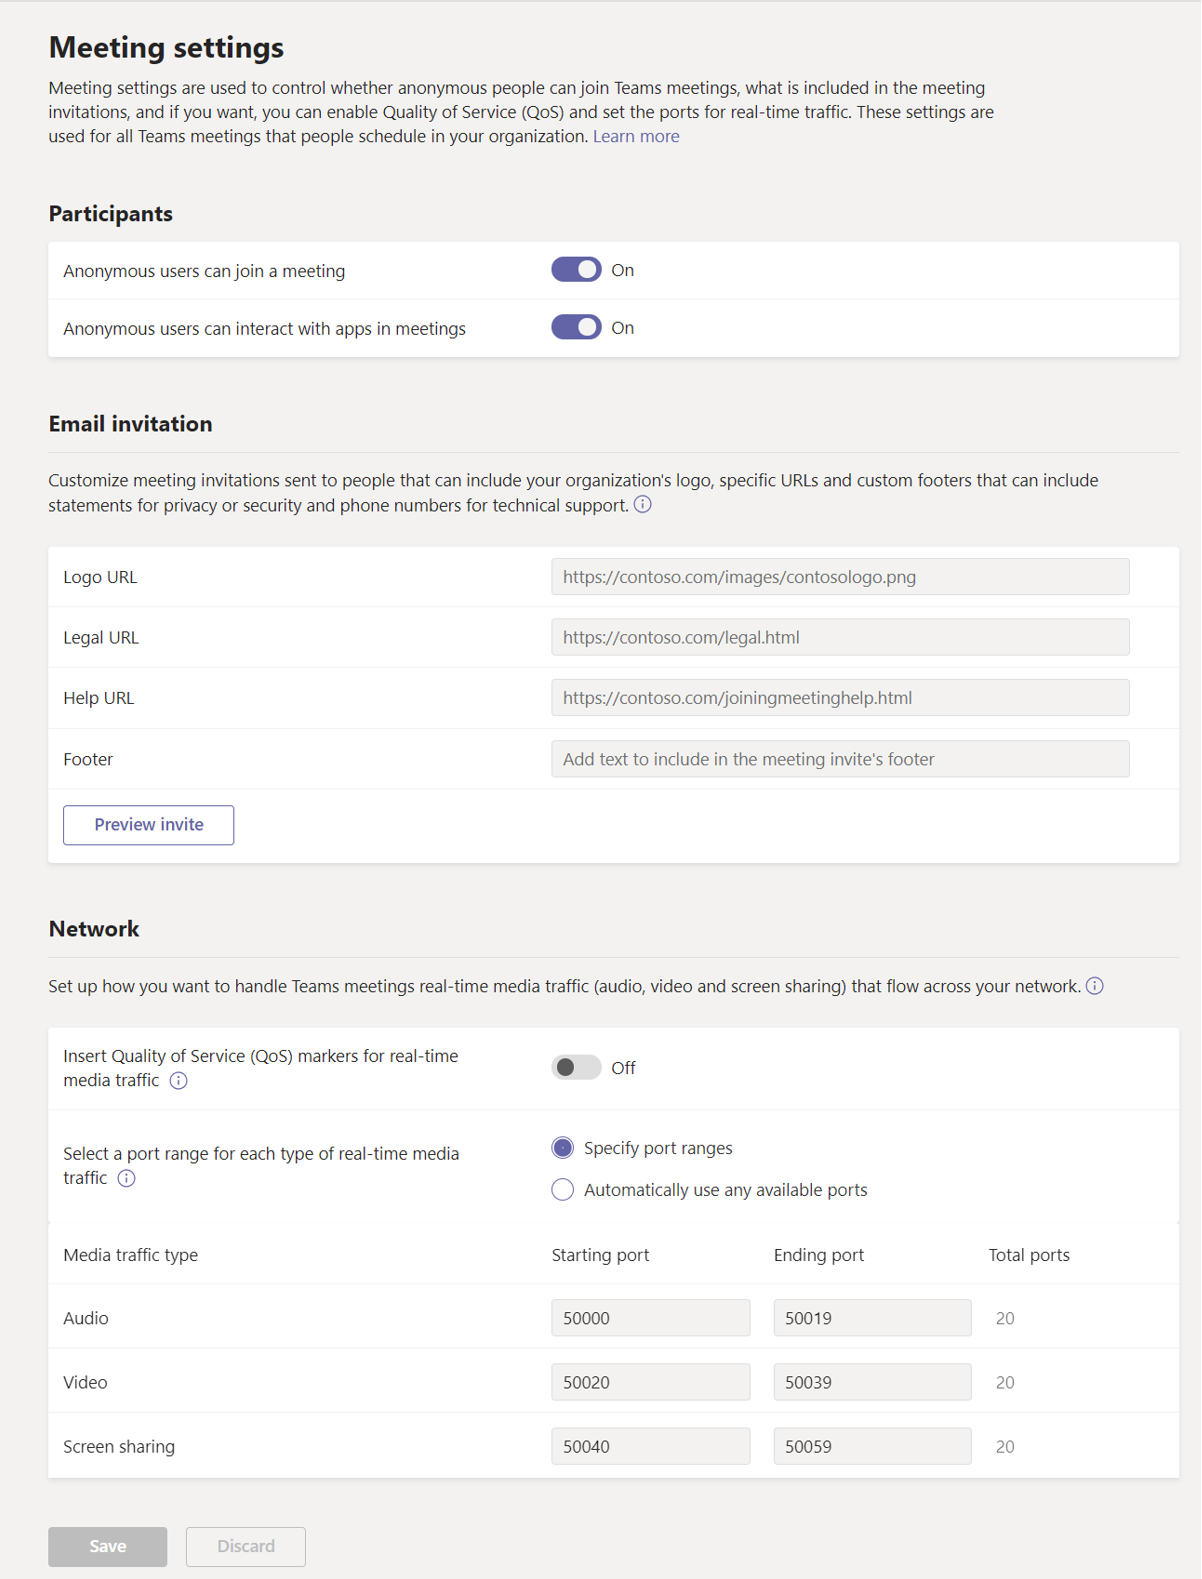 Meeting settings
Meeting settings are used to control whether anonymous people can join Teams meetings, what is included in the meeting
invitations, and if you want, you can enable Quality of Service (QoS) and set the ports for real-time traffic. These settings are
used for all Teams meetings that people schedule in your organization. Learn more
Participants
Anonymous users can join a meeting On
Anonymous users can interact with apps in meetings On
Email invitation
Customize meeting invitations sent to people that can include your organization's logo, specific URLs and custom footers that can include
statements for privacy or security and phone numbers for technical support.
Logo URL https://contoso.com/images/contosologo.png
Legal URL https://contoso.com/legal.html
Help URL https://contoso.com/joiningmeetinghelp.html
Footer Add text to include in the meeting invite's footer
Preview invite
Network
Set up how you want to handle Teams meetings real-time media traffic (audio, video and screen sharing) that flow across your network.
Insert Quality of Service (QoS) markers for real-time
media traffic
Off
Select a port range for each type of real-time media
traffic
Specify port ranges
Automatically use any available ports
Media traffic type Starting port Ending port Total ports
Audio 50000 50019 20
Video 50020 50039 20
Screen sharing 50040 50059 20
Save Discard